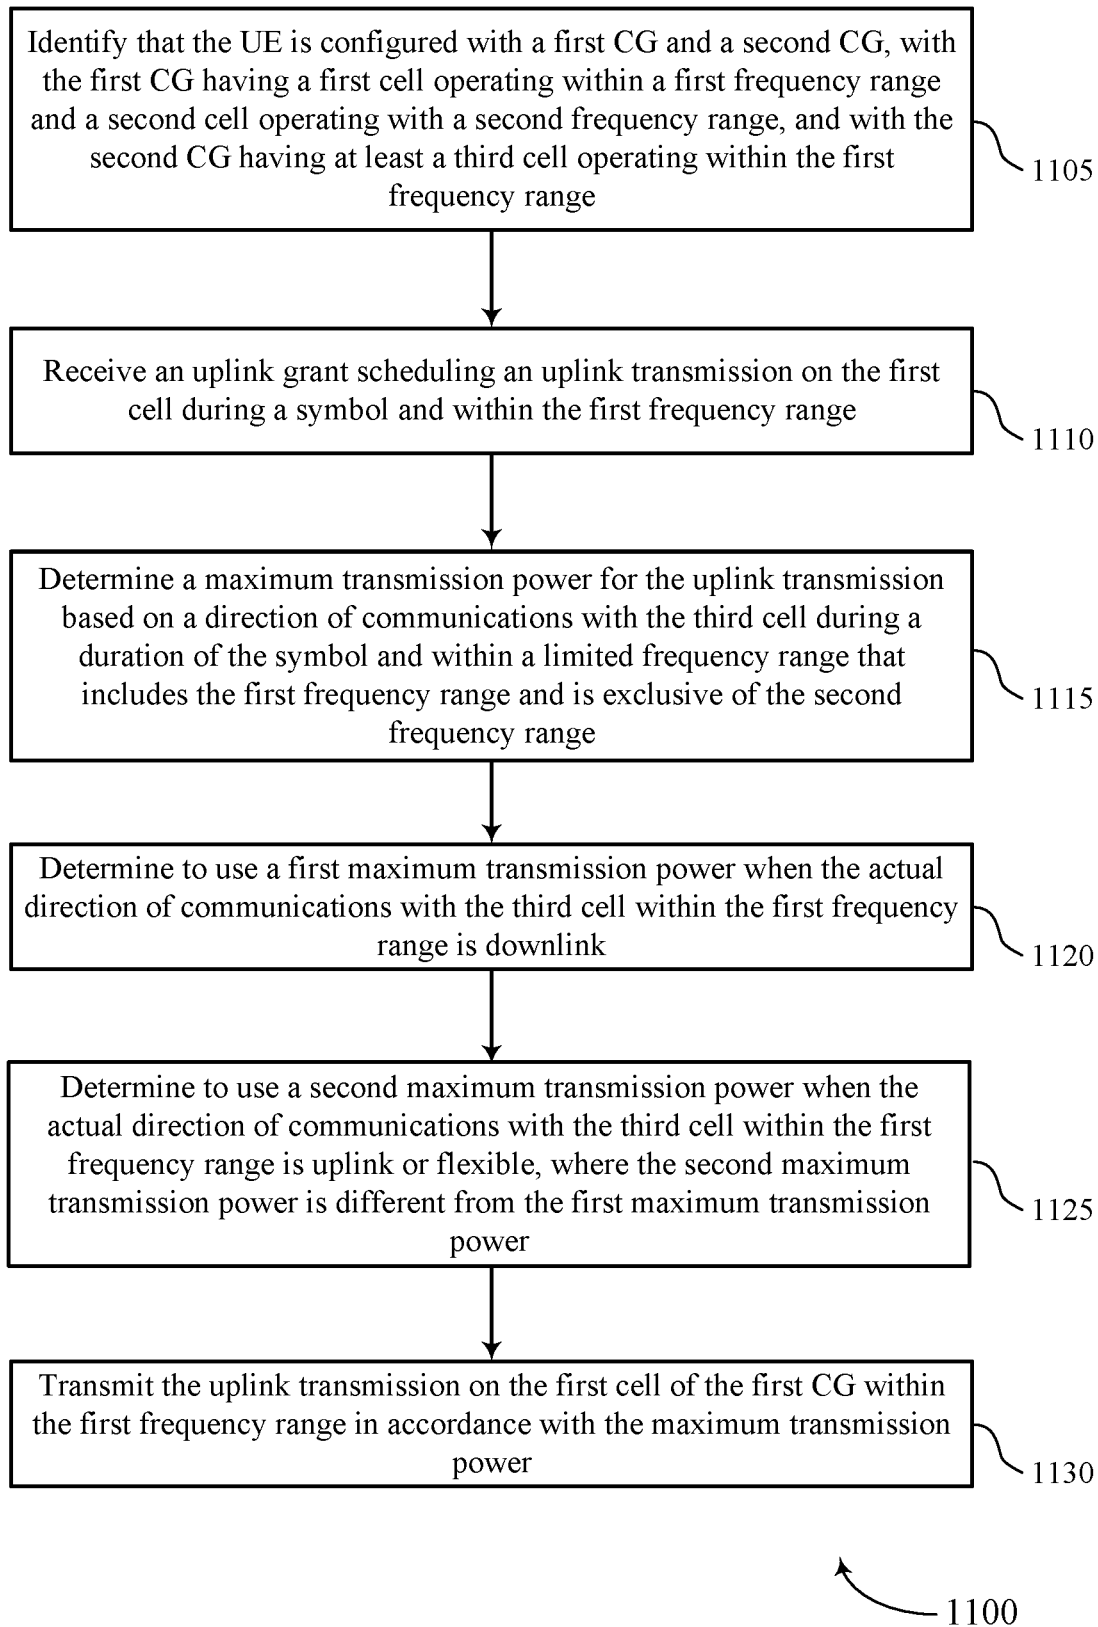 Identify that the UE is configured with a first CG and a second CG, with
the first CG having a first cell operating within a first frequency range
and a second cell operating with a second frequency range, and with the
second CG having at least a third cell operating within the first
frequency range
1105
Receive an uplink grant scheduling an uplink transmission on the first
cell during a symbol and within the first frequency range
1110
Determine a maximum transmission power for the uplink transmission
based on a direction of communications with the third cell during a
duration of the symbol and within a limited frequency range that
includes the first frequency range and is exclusive of the second
frequency range
1115
Determine to use a first maximum transmission power when the actual
direction of communications with the third cell within the first frequency
range is downlink
1120
Determine to use a second maximum transmission power when the
actual direction of communications with the third cell within the first
frequency range is uplink or flexible, where the second maximum
transmission power is different from the first maximum transmission
power
1125
Transmit the uplink transmission on the first cell of the first CG within
the first frequency range in accordance with the maximum transmission
power
1130
1100